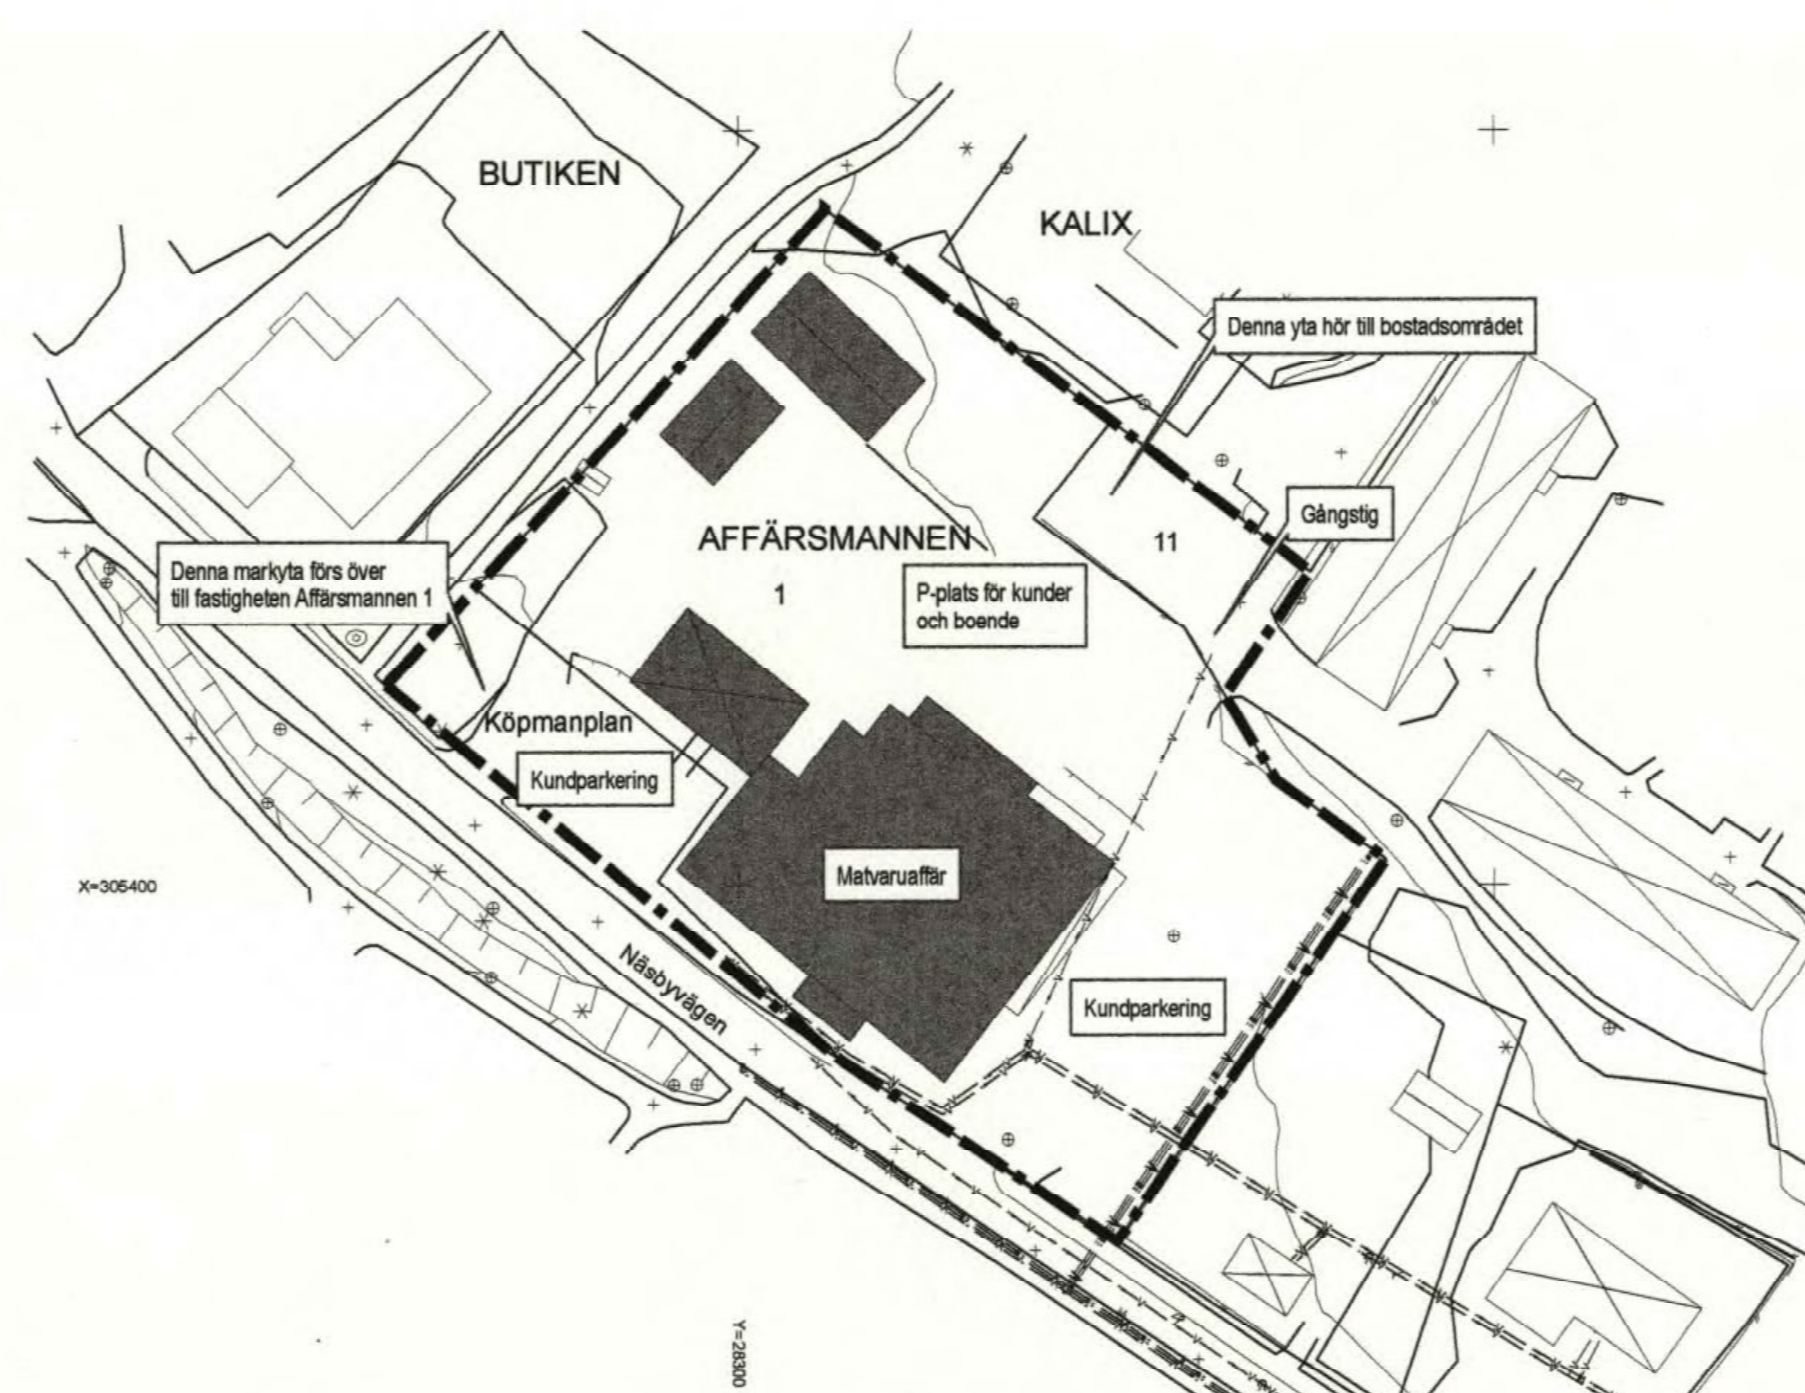 BUTIKEN
KALIX
Denna yta hör till bostadsområdet
Gångstig
AFFÄRSMANNEN
11
Denna markyta förs över
till fastigheten Affärsmannen 1
1
P-plats för kunder
och boende
Köpmanplan
Kundparkering
Matvaruaffär
X=305400
Näsbyvägen
Kundparkering
Y=28300